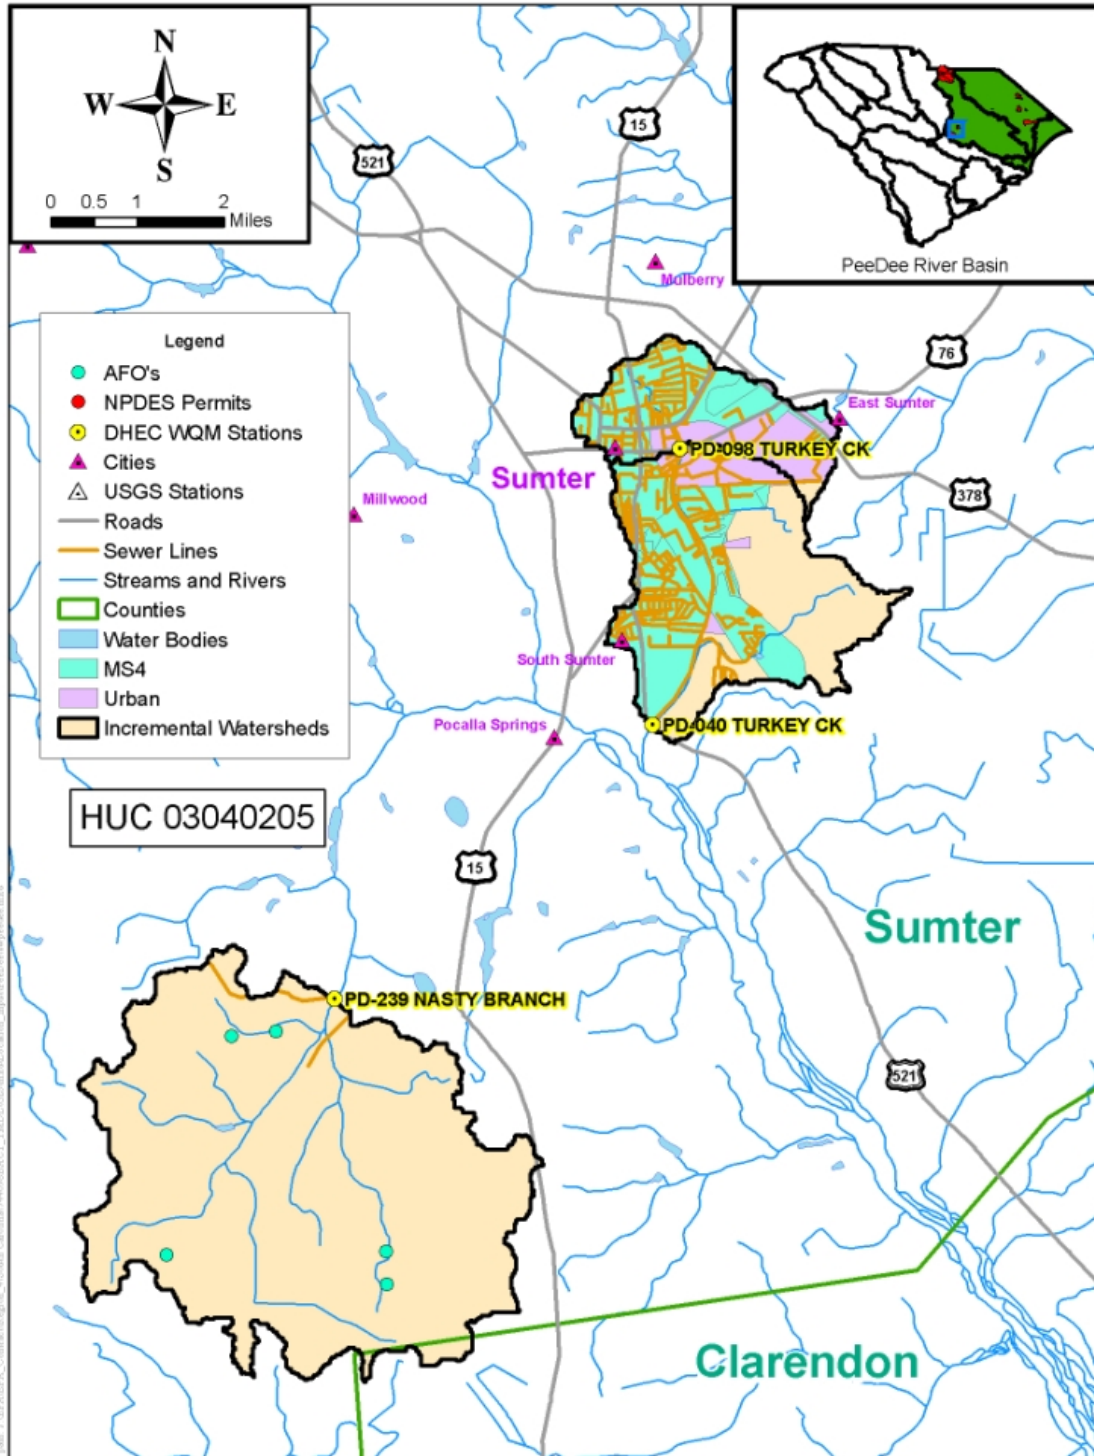 N
W E
S
0 0.5 1 2
Miles
521
15
PeeDee River Basin
Mulberry
76
Legend
AFO's
NPDES Permits
DHEC WQM Stations
Cities
USGS Stations
Roads
Sewer Lines
Streams and Rivers
Counties
Water Bodies
MS4
Urban
Incremental Watersheds
East Sumter
PD-098 TURKEY CK
Sumter
378
Millwood
South Sumter
Pocalla Springs
PD-040 TURKEY CK
HUC 03040205
15
Sumter
PD-239 NASTY BRANCH
521
Clarendon